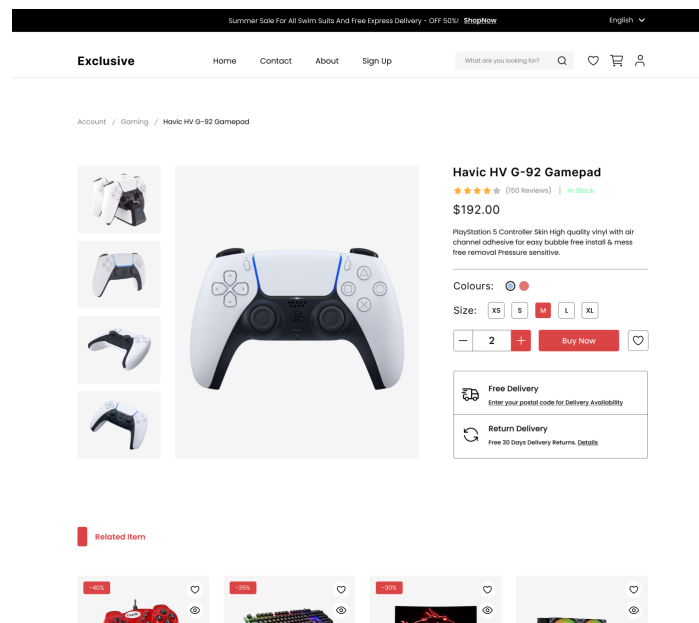 Summer Sale For All Swim Suits And Free Express Delivery - OFF 50%! ShopNow
English
Exclusive
Home Contact About Sign Up
What are you looking for?
Account / Gaming / Havic HV G-92 Gamepad
Havic HV G-92 Gamepad
(150 Reviews) | In Stock
$192.00
PlayStation 5 Controller Skin High quality vinyl with air
channel adhesive for easy bubble free install & mess
free removal Pressure sensitive.
Colours:
Size: XS S M L XL
2
Buy Now
Free Delivery
Enter your postal code for Delivery Availability
Return Delivery
Free 30 Days Delivery Returns. Details
Related Item
-40%
-35%
-30%